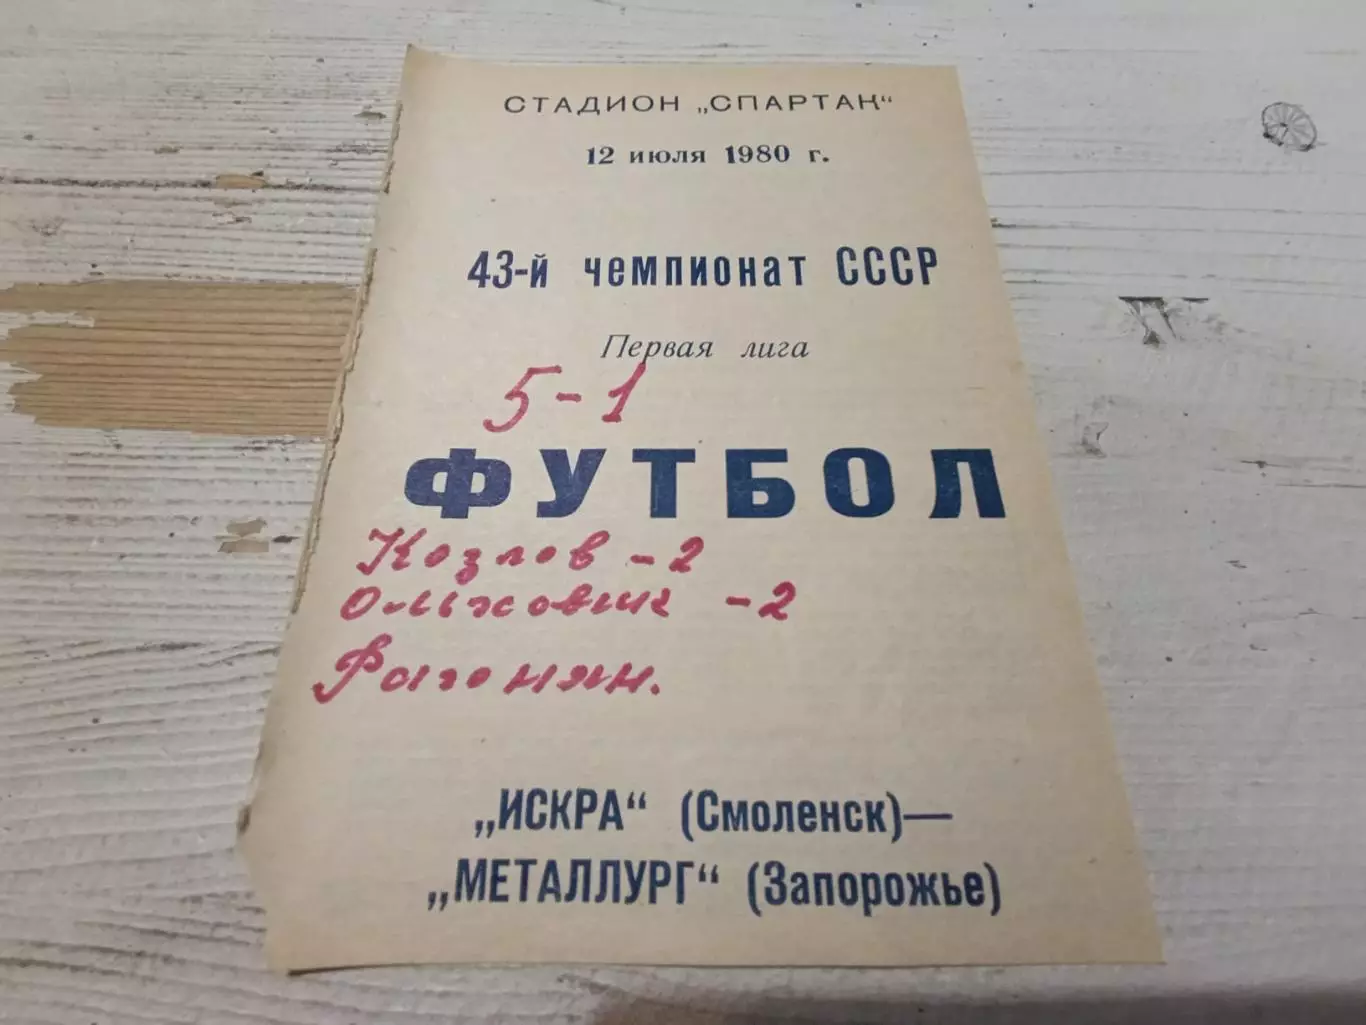 СТАДИОН „СПАРТАК“
12 июля 1980 г.
43-й чемпионат СССР
Первая лига
5-1
ФУТБОЛ
Козлов -2
Ольховик -2
„ИСКРА“ (Смоленск)—
„МЕТАЛЛУРГ“ (Запорожье)